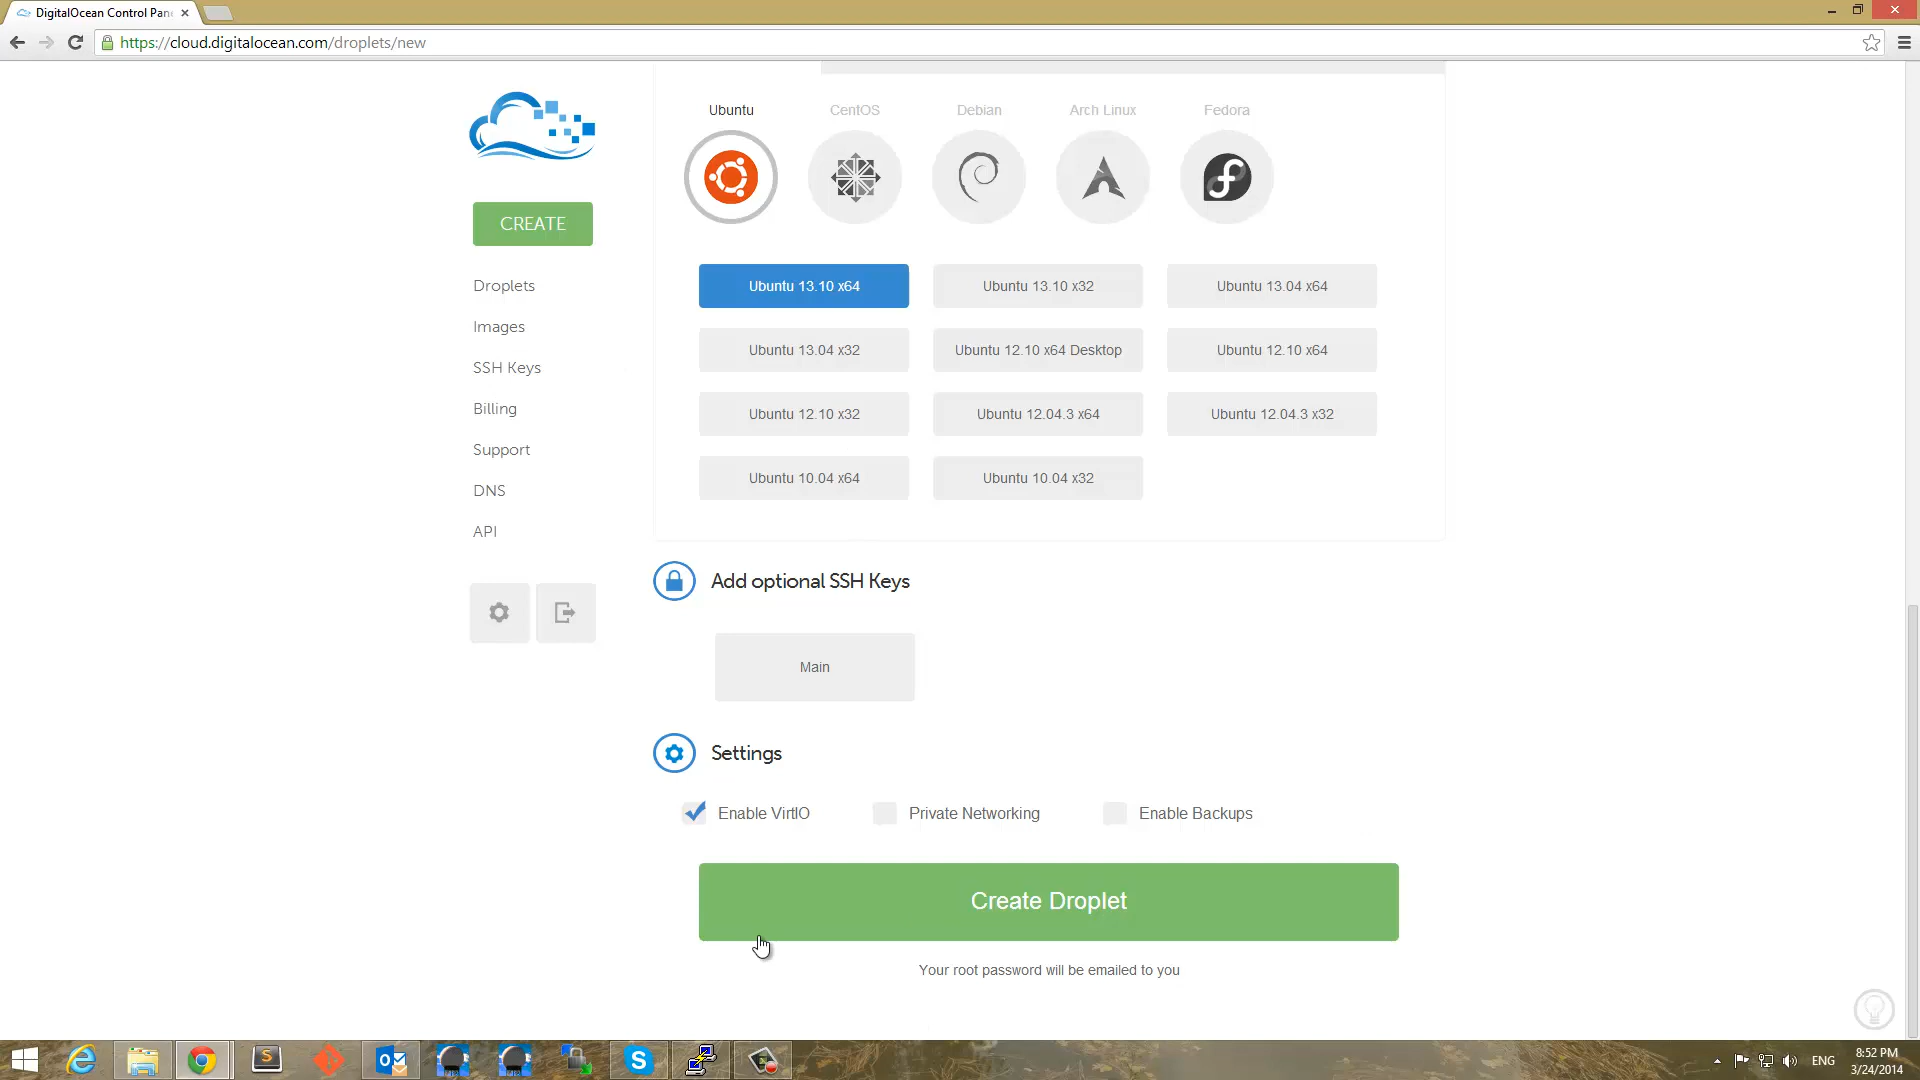 DigitalOcean Control Pan
https://cloud.digitalocean.com/droplets/new
CREATE
Droplets
Images
SSH Keys
Billing
Support
DNS
API
Ubuntu CentOS Debian Arch Linux Fedora
Ubuntu 13.10 x64 Ubuntu 13.10 x32 Ubuntu 13.04 x64
Ubuntu 13.04 x32 Ubuntu 12.10 x64 Desktop Ubuntu 12.10 x64
Ubuntu 12.10 x32 Ubuntu 12.04.3 x64 Ubuntu 12.04.3 x32
Ubuntu 10.04 x64 Ubuntu 10.04 x32
Add optional SSH Keys
Main
Settings
Enable VirtIO Private Networking Enable Backups
Create Droplet
Your root password will be emailed to you
ENG
8:52 PM
3/24/2014